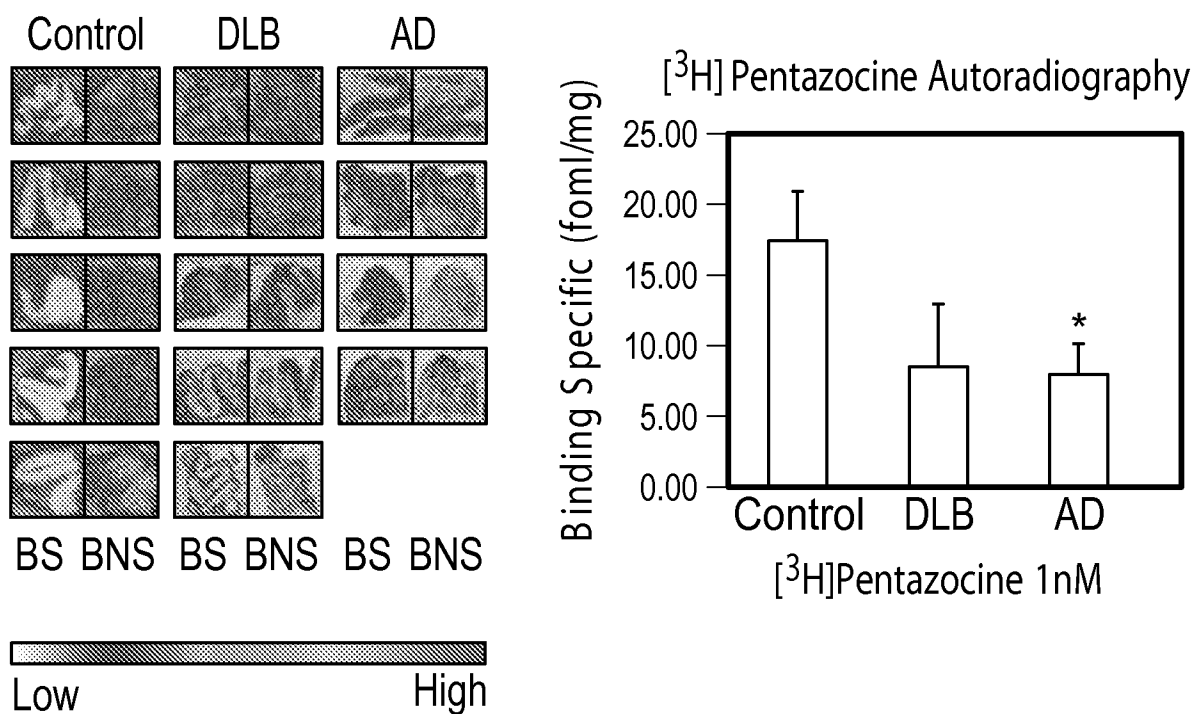 Control DLB AD
BS BNS BS BNS BS BNS
Low High
[³H] Pentazocine Autoradiography
Binding Specific (foml/mg)
25.00
20.00
15.00
10.00
5.00
0.00
*
Control DLB AD
[³H]Pentazocine 1nM